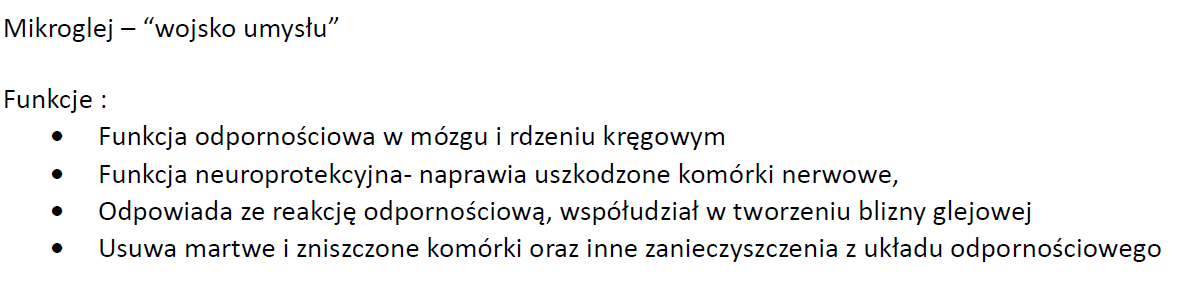 Mikroglej – “wojsko umysłu”
Funkcje :
• Funkcja odpornościowa w mózgu i rdzeniu kręgowym
• Funkcja neuroprotekcyjna- naprawia uszkodzone komórki nerwowe,
• Odpowiada ze reakcję odpornościową, współudział w tworzeniu blizny glejowej
• Usuwa martwe i zniszczone komórki oraz inne zanieczyszczenia z układu odpornościowego